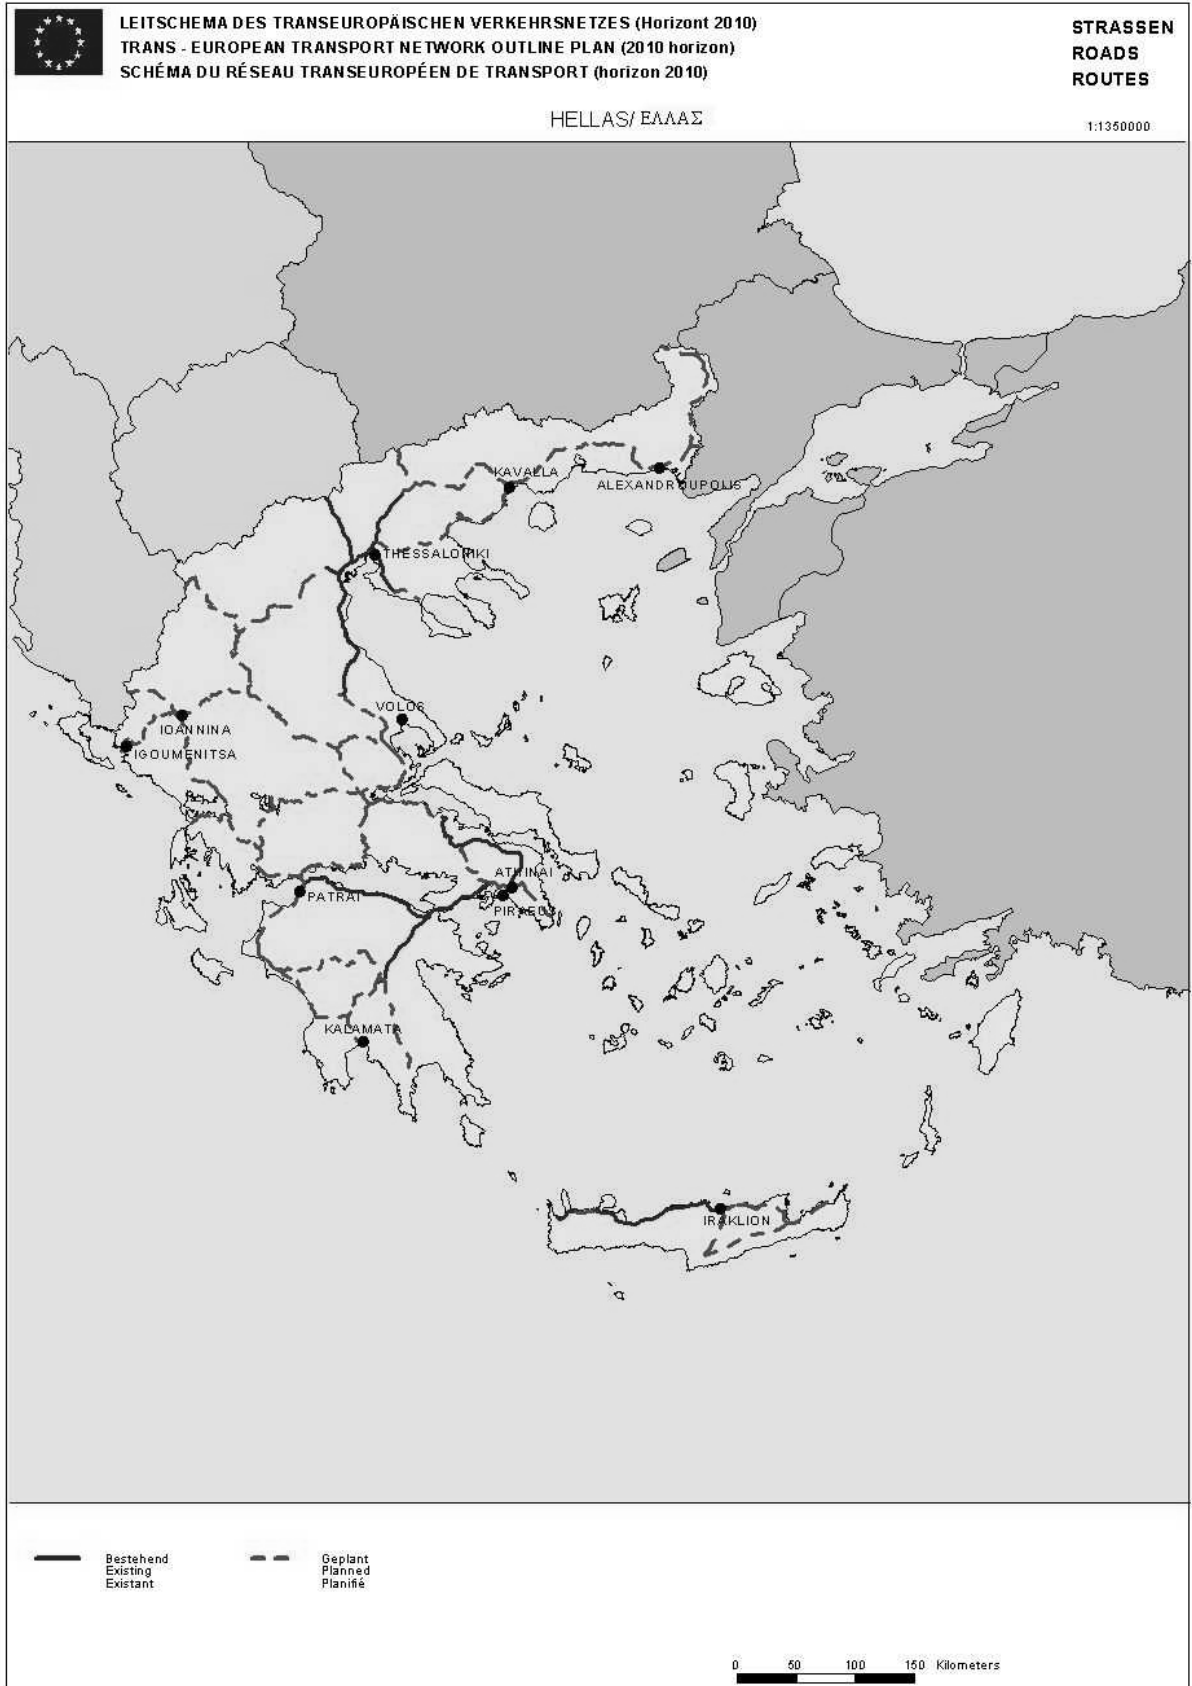 LEITSCHEMA DES TRANSEUROPÄISCHEN VERKEHRSNETZES (Horizont 2010)
TRANS - EUROPEAN TRANSPORT NETWORK OUTLINE PLAN (2010 horizon)
SCHÉMA DU RÉSEAU TRANSEUROPÉEN DE TRANSPORT (horizon 2010)
STRASSEN
ROADS
ROUTES
HELLAS/ ΕΛΛΑΣ
1:1350000
KAVALLA
ALEXANDROUPOLIS
THESSALONIKI
VOLOS
IOANNINA
IGOUMENITSA
ATHINAI
PATRAI
PIRAEUS
KALAMATA
IRAKLION
Bestehend
Existing
Existant
Geplant
Planned
Planifié
0 50 100 150 Kilometers